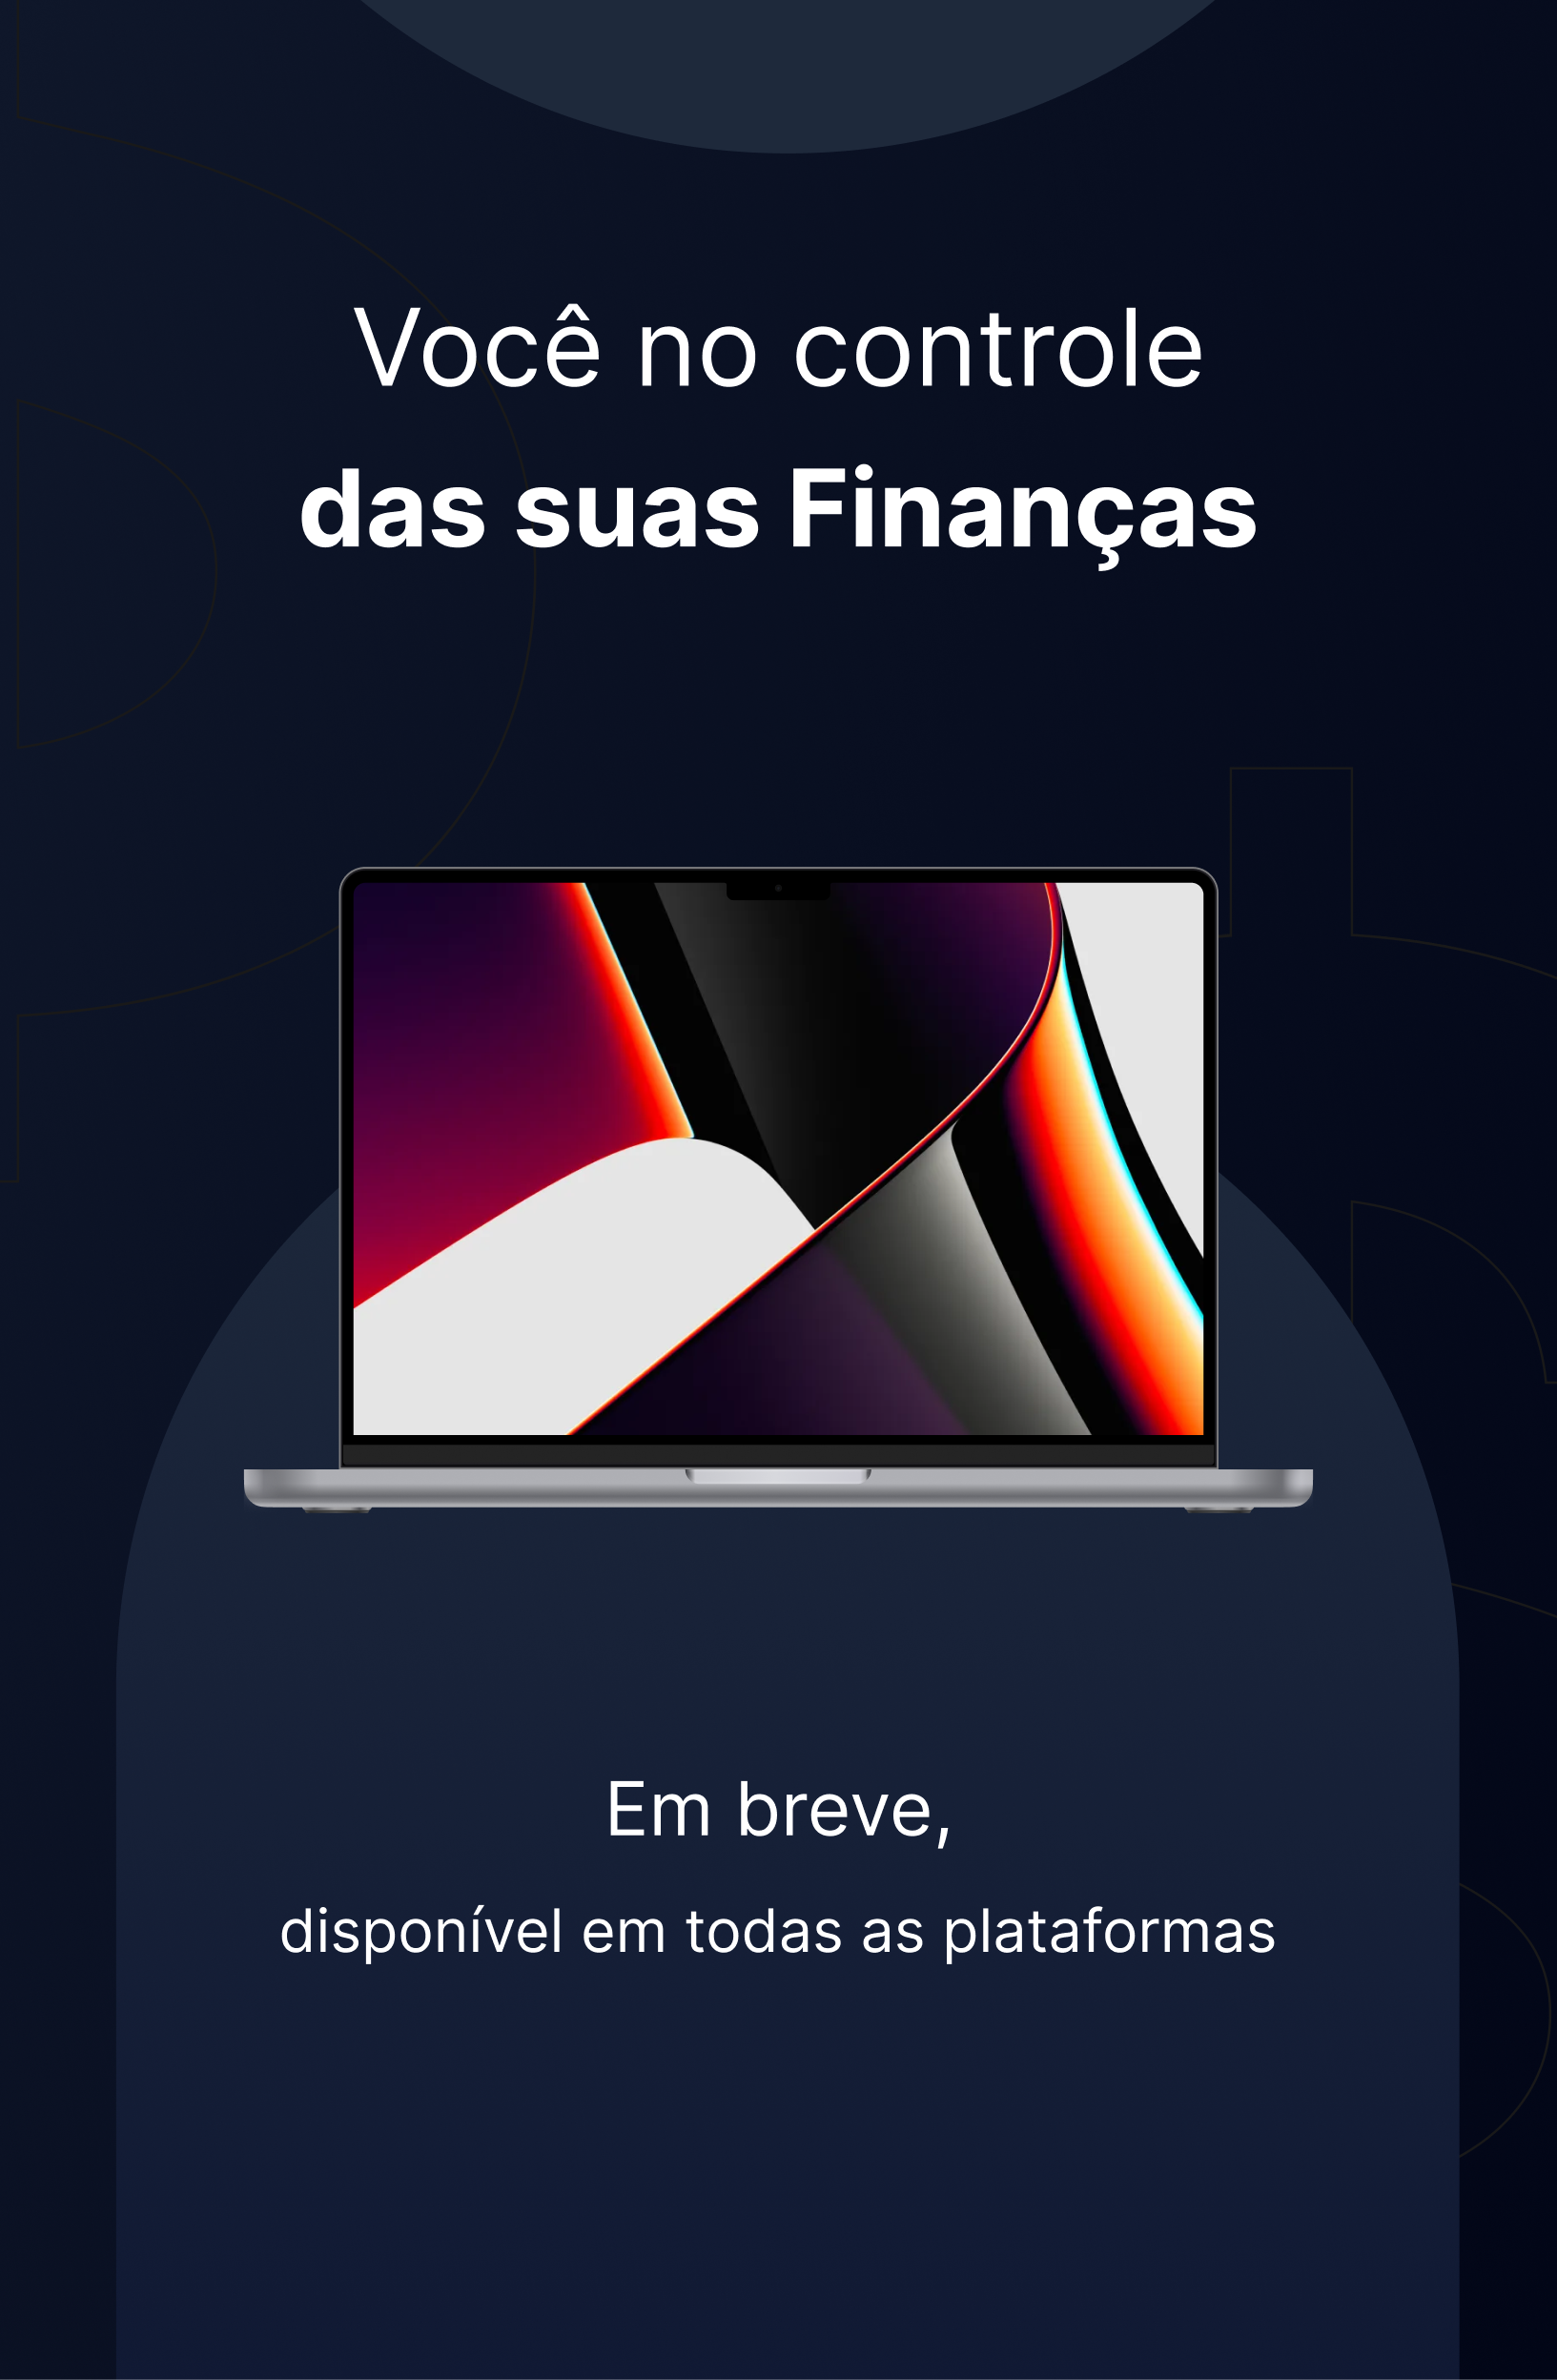 Você no controle
das suas Finanças
Em breve,
disponível em todas as plataformas